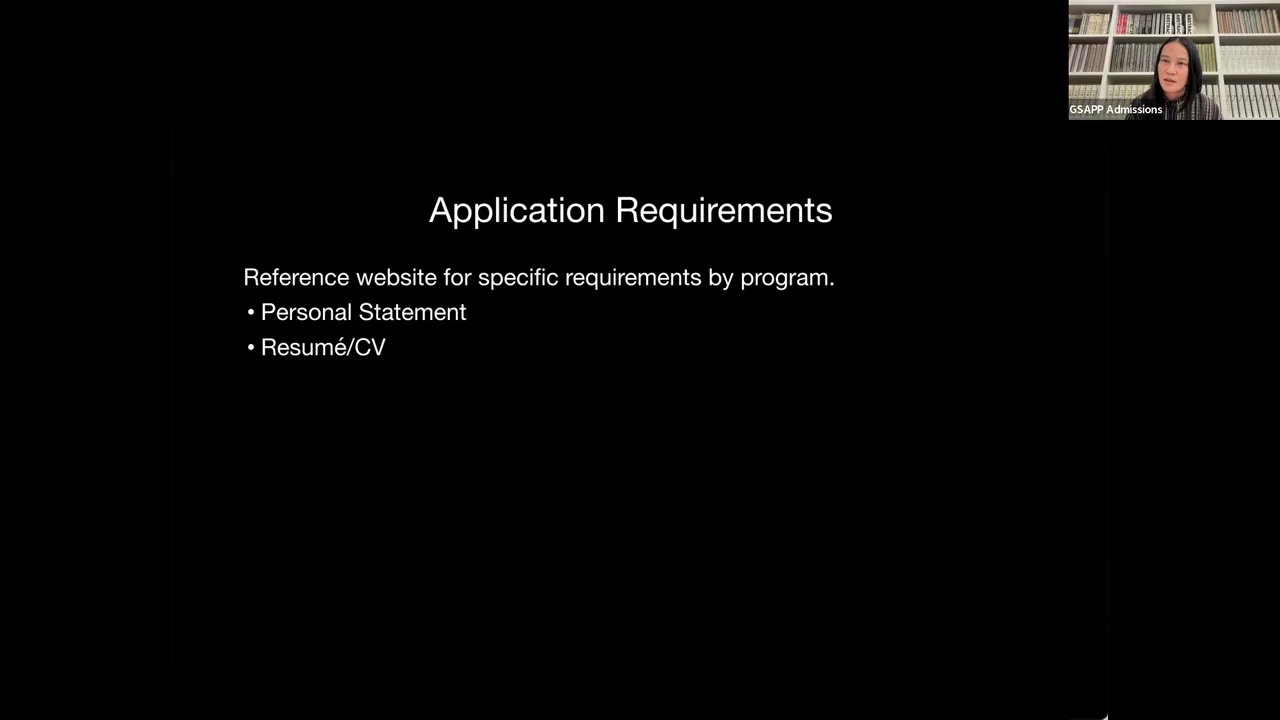 GSAPP Admissions
Application Requirements
Reference website for specific requirements by program.
• Personal Statement
• Resumé/CV